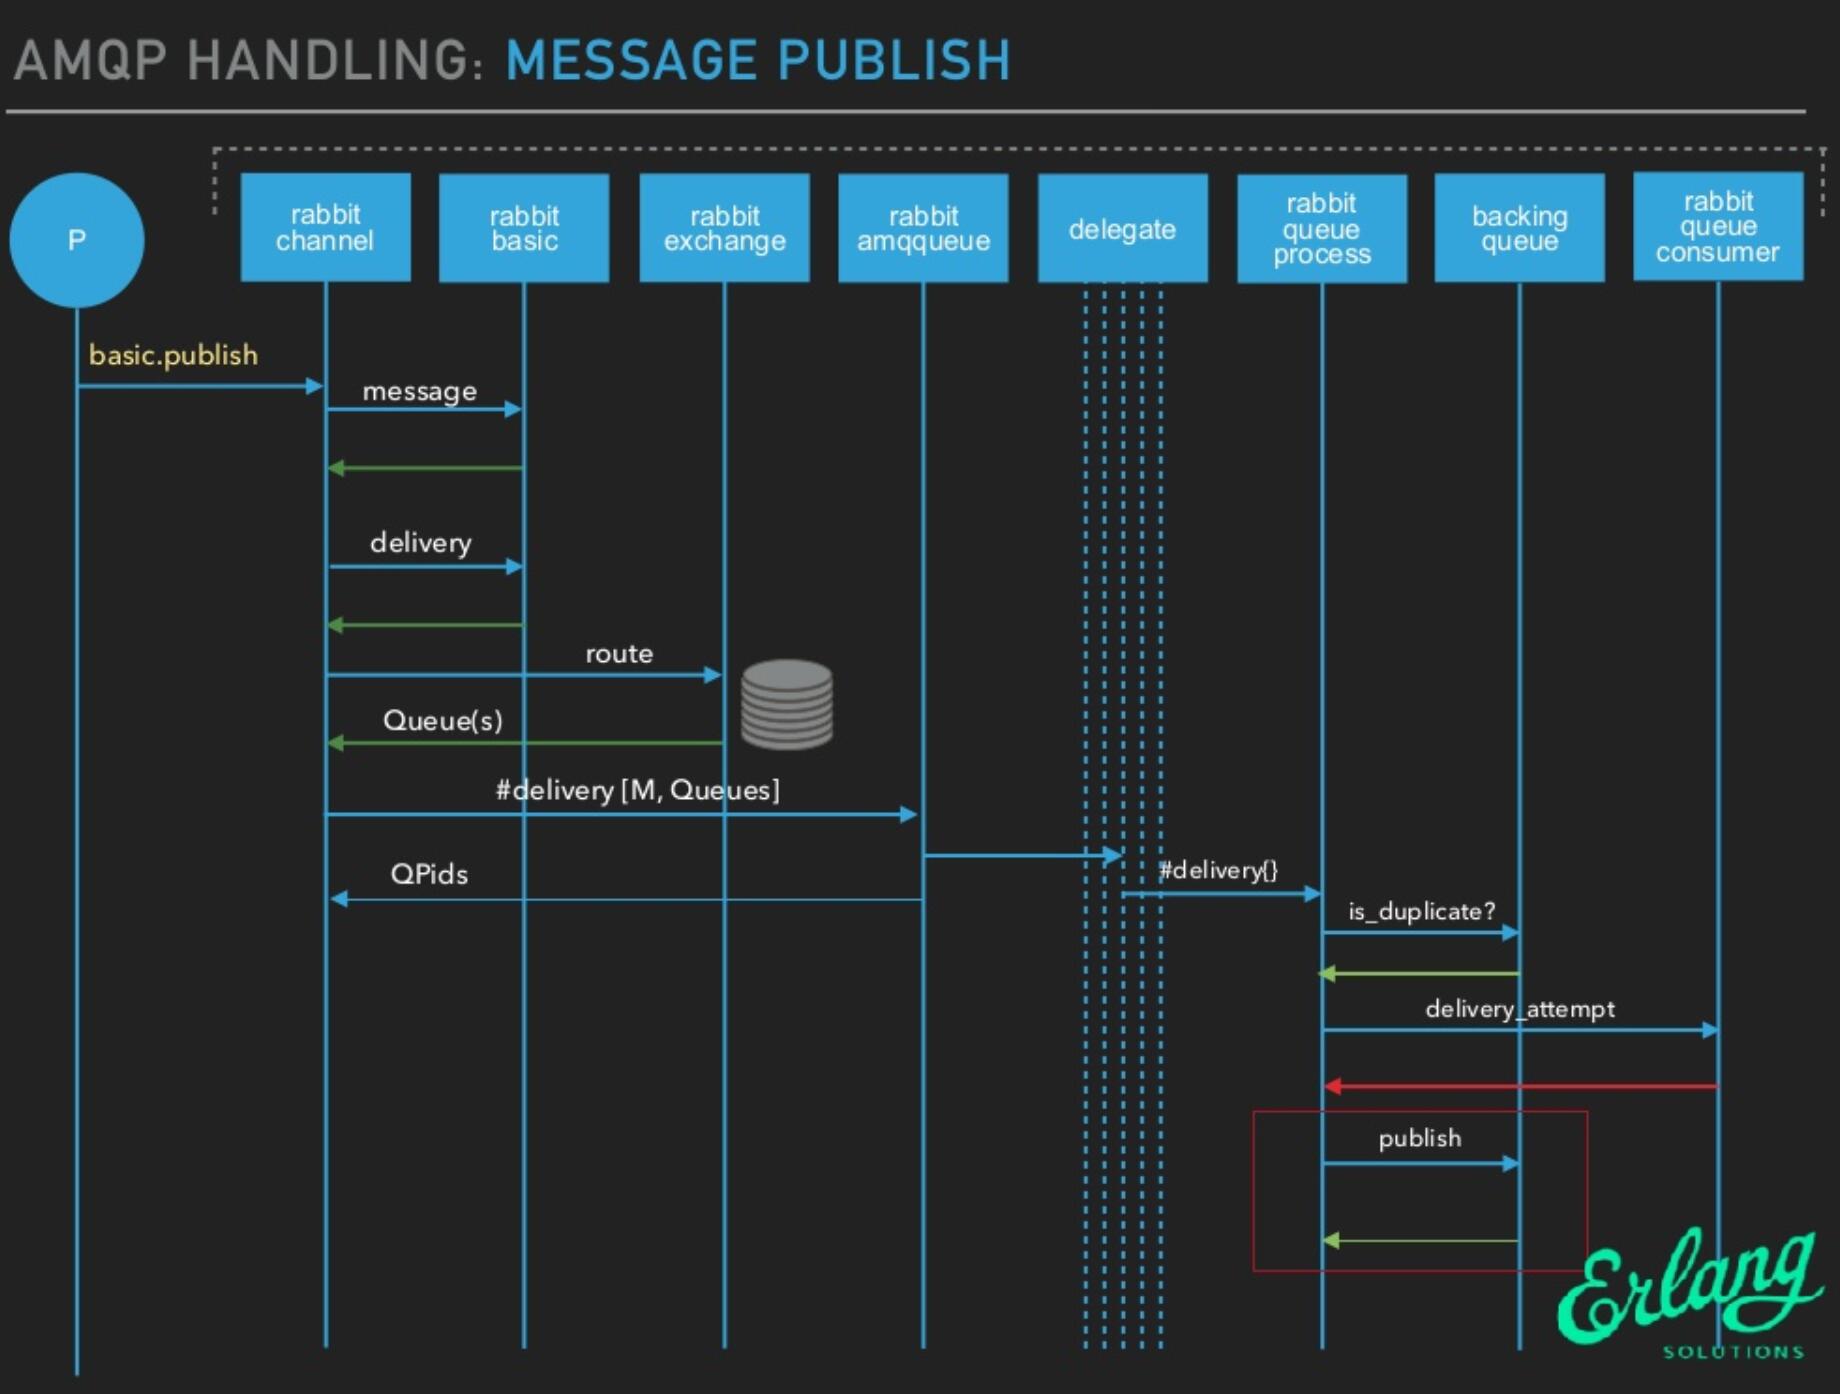 AMQP HANDLING: MESSAGE PUBLISH
P
rabbit
channel
rabbit
basic
rabbit
exchange
rabbit
amqqueue
delegate
rabbit
queue
process
backing
queue
rabbit
queue
consumer
basic.publish
message
delivery
route
Queue(s)
#delivery [M, Queues]
QPids
#delivery{}
is_duplicate?
delivery_attempt
publish
Erlang
SOLUTIONS